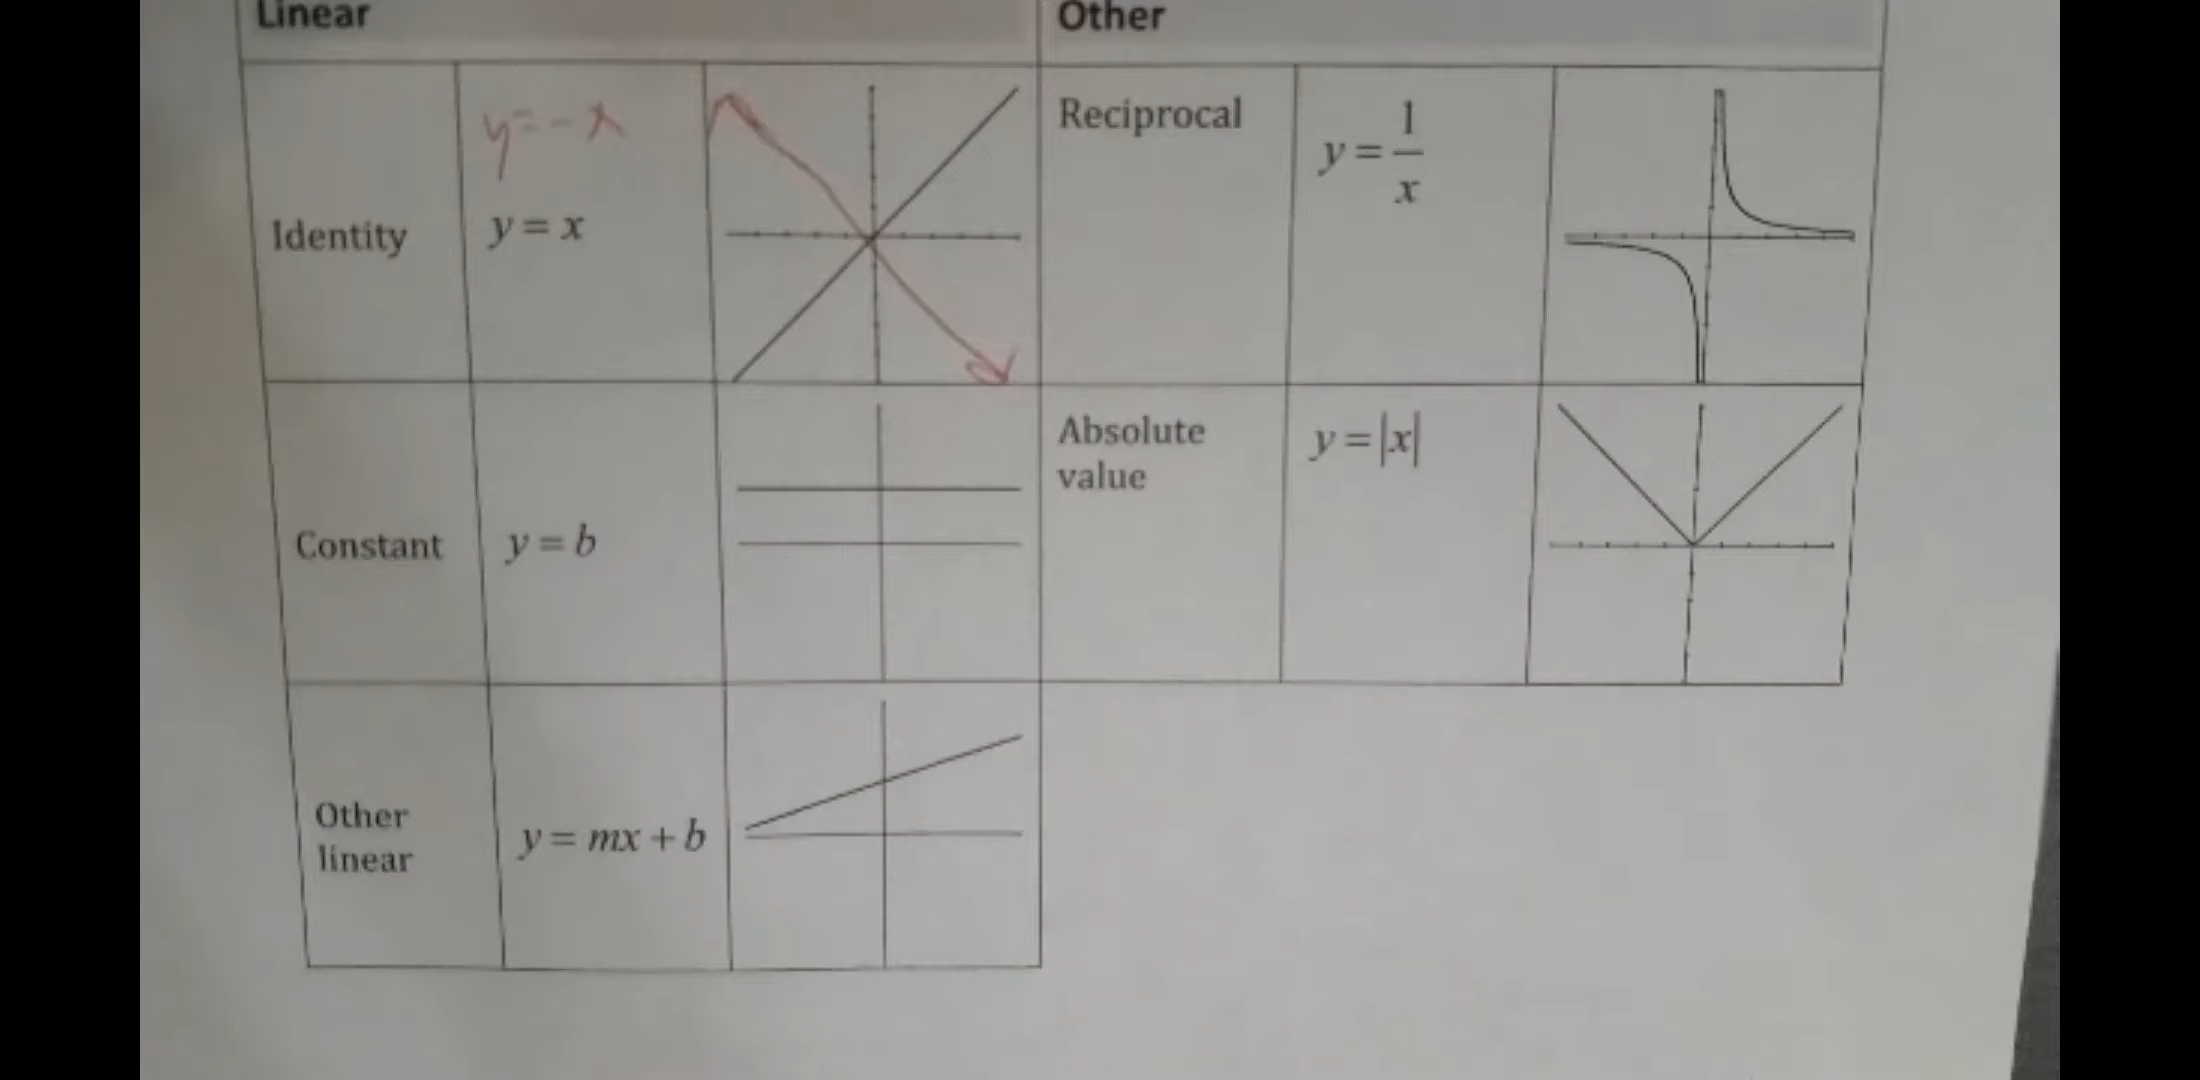 Linear
Other
y = -x
Identity
y = x
Reciprocal
y = 1/x
Constant
y = b
Absolute
value
y = |x|
Other
linear
y = mx + b